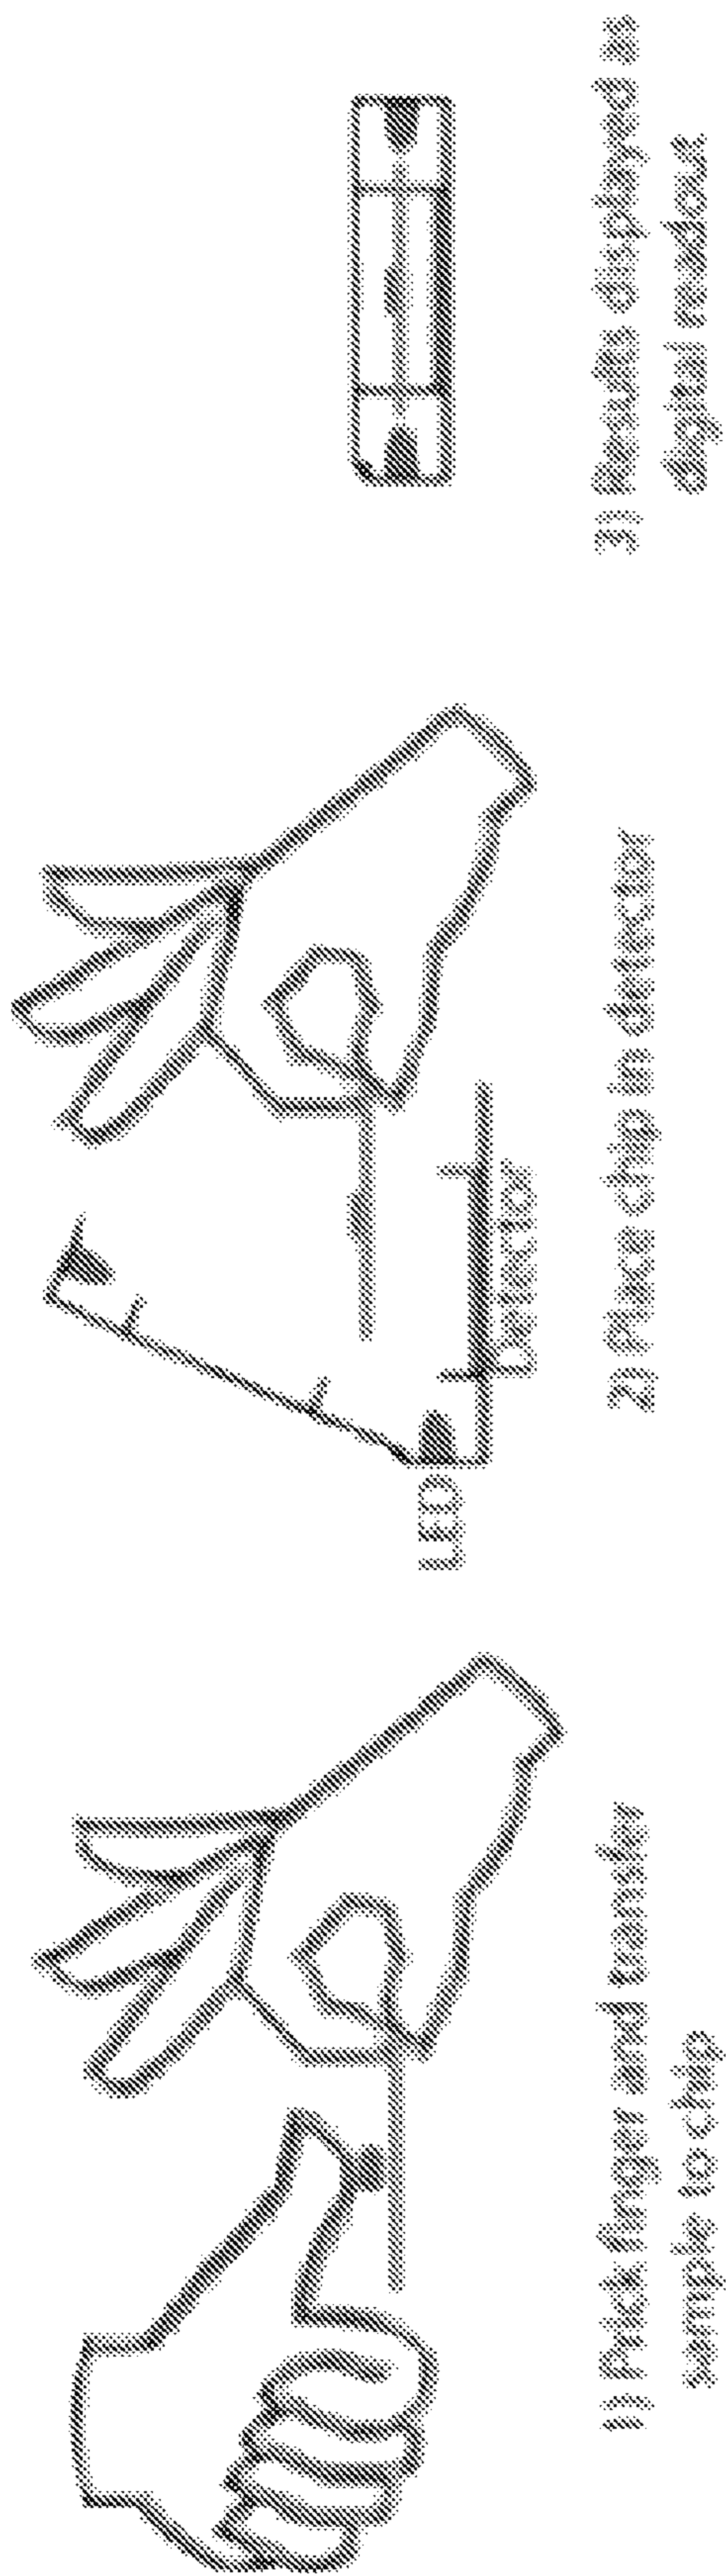 1) Prick finger and transfer
sample to chip
LED
Detector
2) Place chip in detector
3) Results displayed as
digital readout